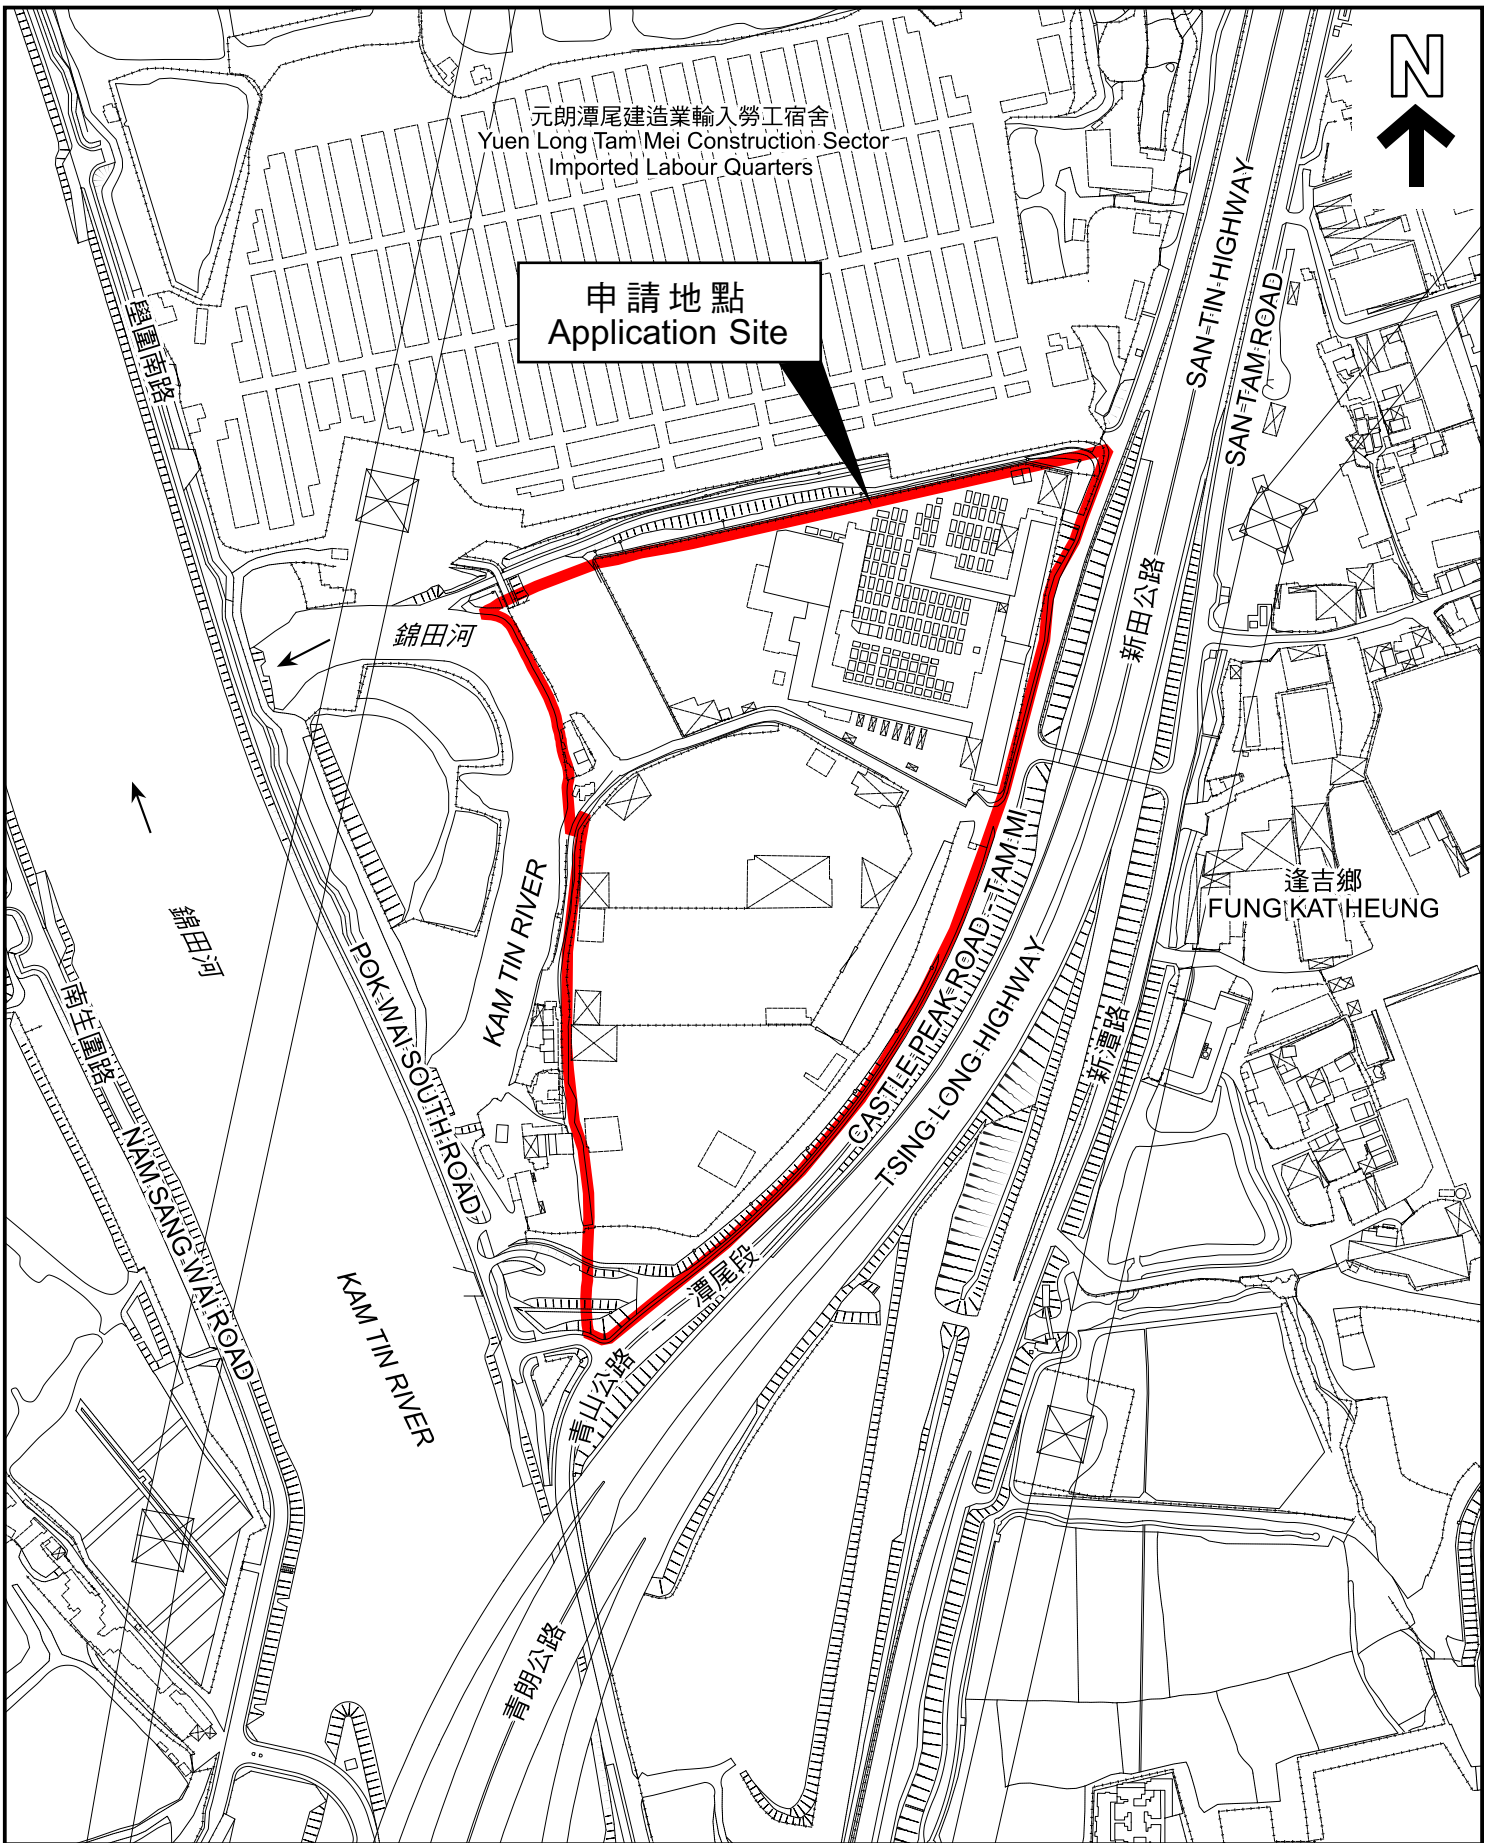 N
元朗潭尾建造業輸入勞工宿舍
Yuen Long Tam Mei Construction Sector
Imported Labour Quarters
申請地點
Application Site
SAN TIN HIGHWAY
SAN TAM ROAD
壆圍南路
錦田河
新田公路
KAM TIN RIVER
逢吉鄉
FUNG KAT HEUNG
錦田河
POK WAI SOUTH ROAD
CASTLE PEAK ROAD - TAM MI
TSING LONG HIGHWAY
南生圍路
NAM SANG WAI ROAD
新潭路
KAM TIN RIVER
青山公路 — 潭尾段
青朗公路